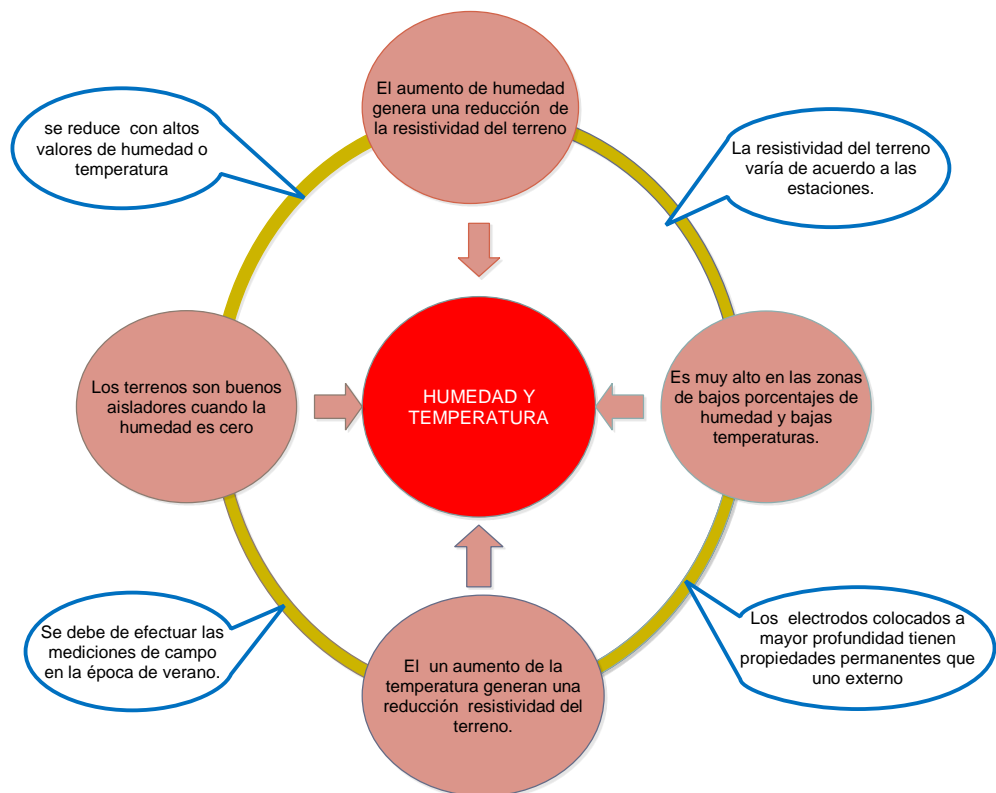 El aumento de humedad
genera una reducción de
la resistividad del terreno
se reduce con altos
valores de humedad o
temperatura
La resistividad del terreno
varía de acuerdo a las
estaciones.
Los terrenos son buenos
aisladores cuando la
humedad es cero
HUMEDAD Y
TEMPERATURA
Es muy alto en las zonas
de bajos porcentajes de
humedad y bajas
temperaturas.
Se debe de efectuar las
mediciones de campo
en la época de verano.
El un aumento de la
temperatura generan una
reducción resistividad del
terreno.
Los electrodos colocados a
mayor profundidad tienen
propiedades permanentes que
uno externo